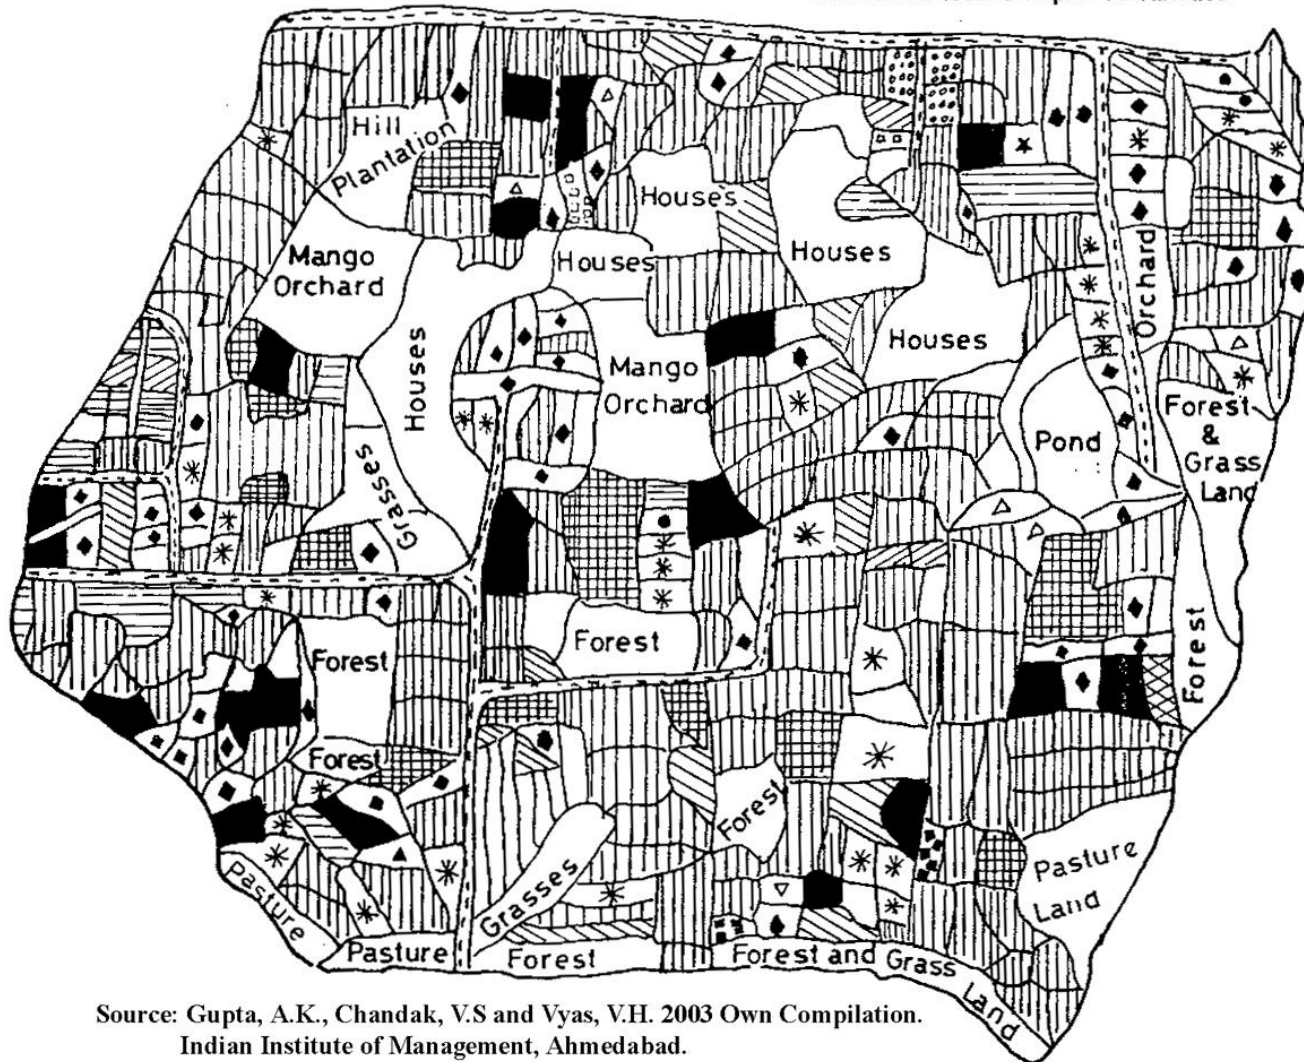 Hill
Plantation
Houses
Mango
Orchard
Houses
Houses
Orchard
Houses
Houses
Mango
Orchard
Forest
&
Grass
Land
Pond
Grasses
Forest
Forest
Forest
Forest
Forest
Pasture
Land
Grasses
Pasture
Pasture
Forest
Forest and Grass
Land
Source: Gupta, A.K., Chandak, V.S and Vyas, V.H. 2003 Own Compilation.
Indian Institute of Management, Ahmedabad.